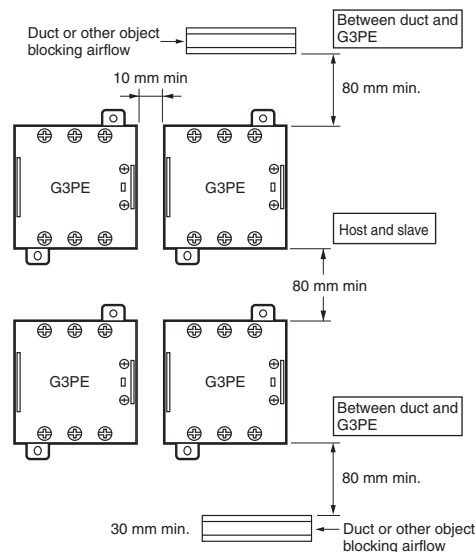 Duct or other object
blocking airflow
Between duct and
G3PE
10 mm min
80 mm min.
G3PE
G3PE
Host and slave
80 mm min
G3PE
G3PE
Between duct and
G3PE
80 mm min.
30 mm min.
Duct or other object
blocking airflow